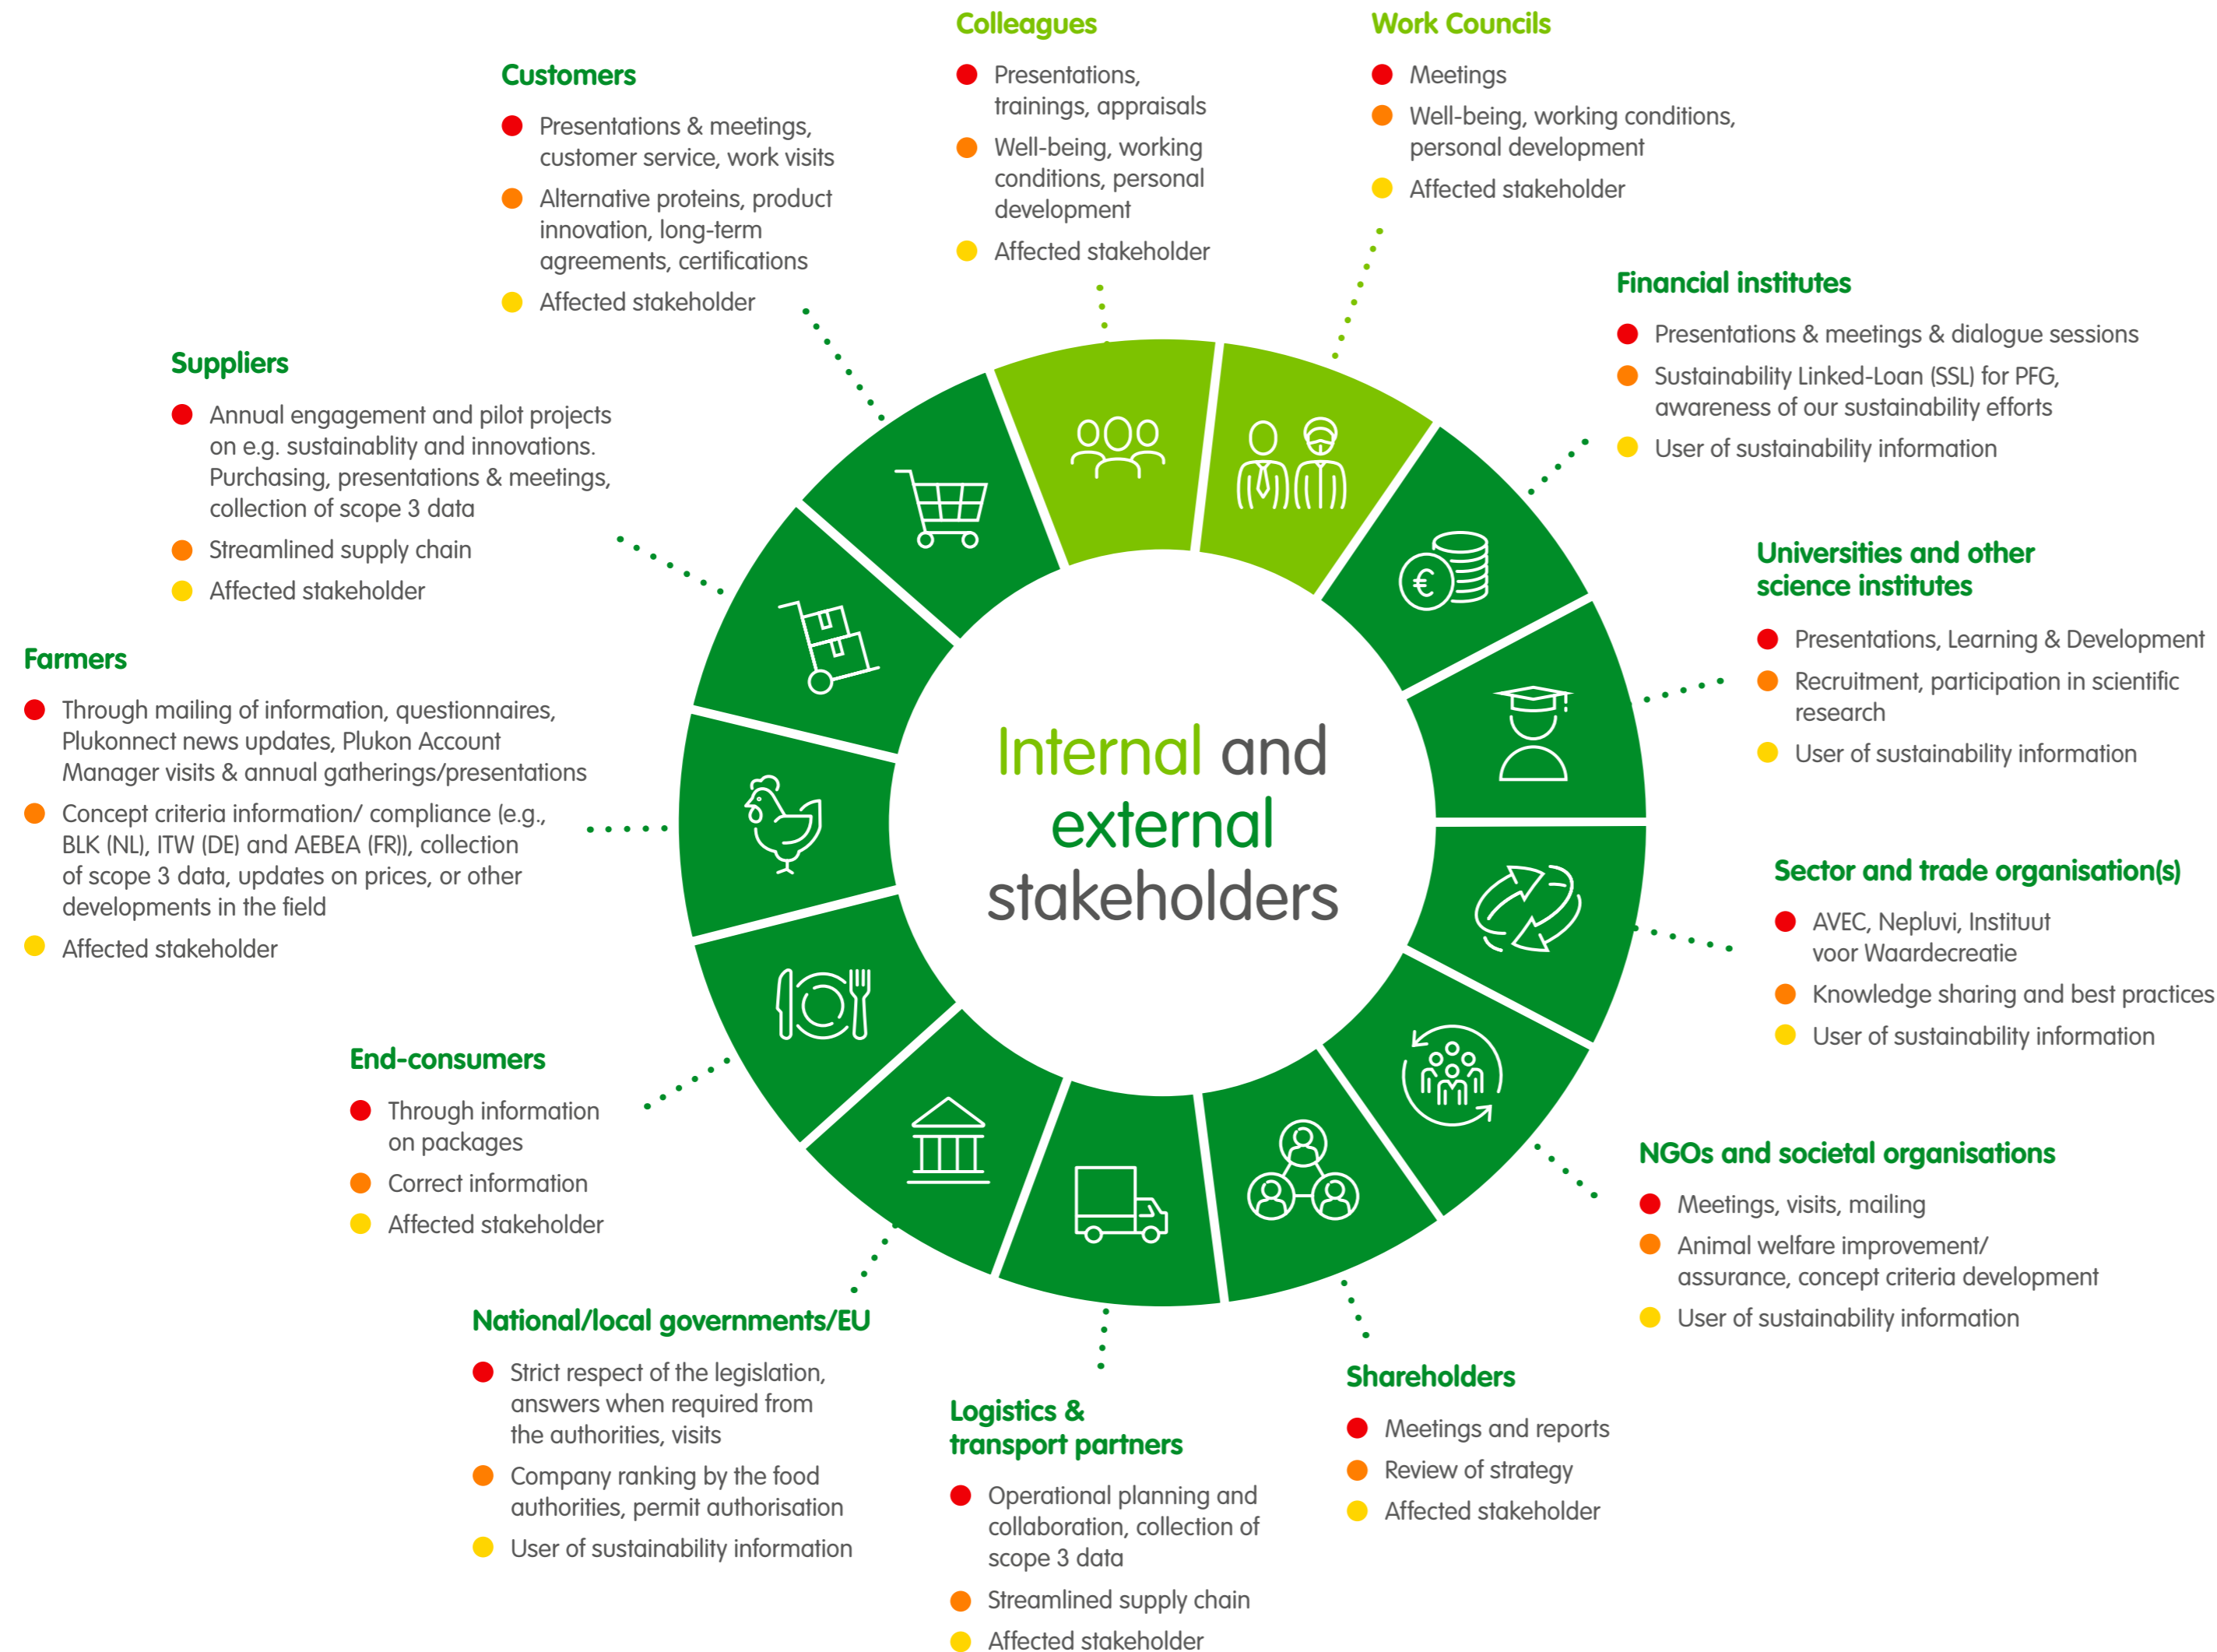 Colleagues
Presentations,
trainings, appraisals
Well-being, working
conditions, personal
development
Affected stakeholder
Work Councils
Meetings
Well-being, working conditions,
personal development
Affected stakeholder
Financial institutes
Presentations & meetings & dialogue sessions
Sustainability Linked-Loan (SSL) for PFG,
awareness of our sustainability efforts
User of sustainability information
Universities and other
science institutes
Presentations, Learning & Development
Recruitment, participation in scientific
research
User of sustainability information
Sector and trade organisation(s)
AVEC, Nepluvi, Instituut
voor Waardecreatie
Knowledge sharing and best practices
User of sustainability information
NGOs and societal organisations
Meetings, visits, mailing
Animal welfare improvement/
assurance, concept criteria development
User of sustainability information
Shareholders
Meetings and reports
Review of strategy
Affected stakeholder
Logistics &
transport partners
Operational planning and
collaboration, collection of
scope 3 data
Streamlined supply chain
Affected stakeholder
National/local governments/EU
Strict respect of the legislation,
answers when required from
the authorities, visits
Company ranking by the food
authorities, permit authorisation
User of sustainability information
End-consumers
Through information
on packages
Correct information
Affected stakeholder
Farmers
Through mailing of information, questionnaires,
Plukonnect news updates, Plukon Account
Manager visits & annual gatherings/presentations
Concept criteria information/ compliance (e.g.,
BLK (NL), ITW (DE) and AEBEA (FR)), collection
of scope 3 data, updates on prices, or other
developments in the field
Affected stakeholder
Suppliers
Annual engagement and pilot projects
on e.g. sustainablity and innovations.
Purchasing, presentations & meetings,
collection of scope 3 data
Streamlined supply chain
Affected stakeholder
Customers
Presentations & meetings,
customer service, work visits
Alternative proteins, product
innovation, long-term
agreements, certifications
Affected stakeholder
€
Internal and
external
stakeholders